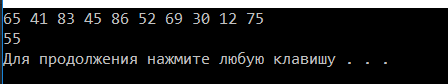 65 41 83 45 86 52 69 30 12 75
55
Для продолжения нажмите любую клавишу . . .